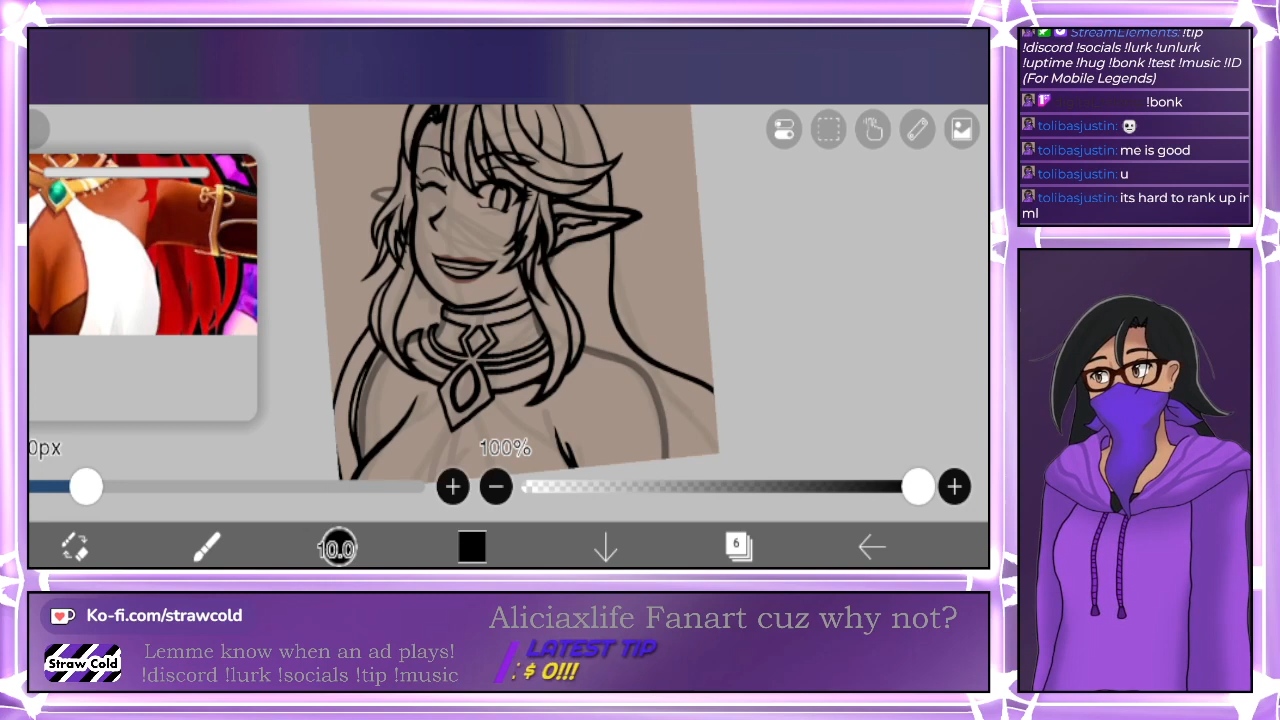 StreamElements: !tip
!discord !socials !lurk !unlurk
!uptime !hug !bonk !test !music !ID
(For Mobile Legends)
!bonk
tolibasjustin:
tolibasjustin: me is good
tolibasjustin: u
tolibasjustin: its hard to rank up in
ml
0px
100%
10.0
6
Ko-fi.com/strawcold
Aliciaxlife Fanart cuz why not?
Straw Cold
Lemme know when an ad plays!
!discord !lurk !socials !tip !music
LATEST TIP
: $ 0!!!